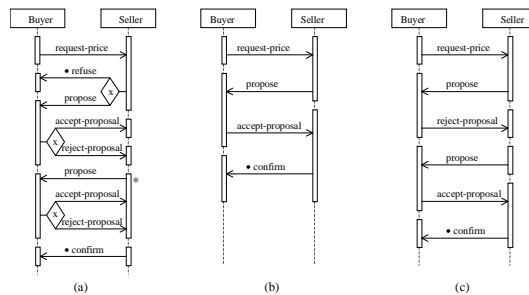 Buyer
Seller
request-price
• refuse
x
propose
accept-proposal
x
reject-proposal
propose
*
accept-proposal
x
reject-proposal
• confirm
(a)
Buyer
Seller
request-price
propose
accept-proposal
• confirm
(b)
Buyer
Seller
request-price
propose
reject-proposal
propose
accept-proposal
• confirm
(c)